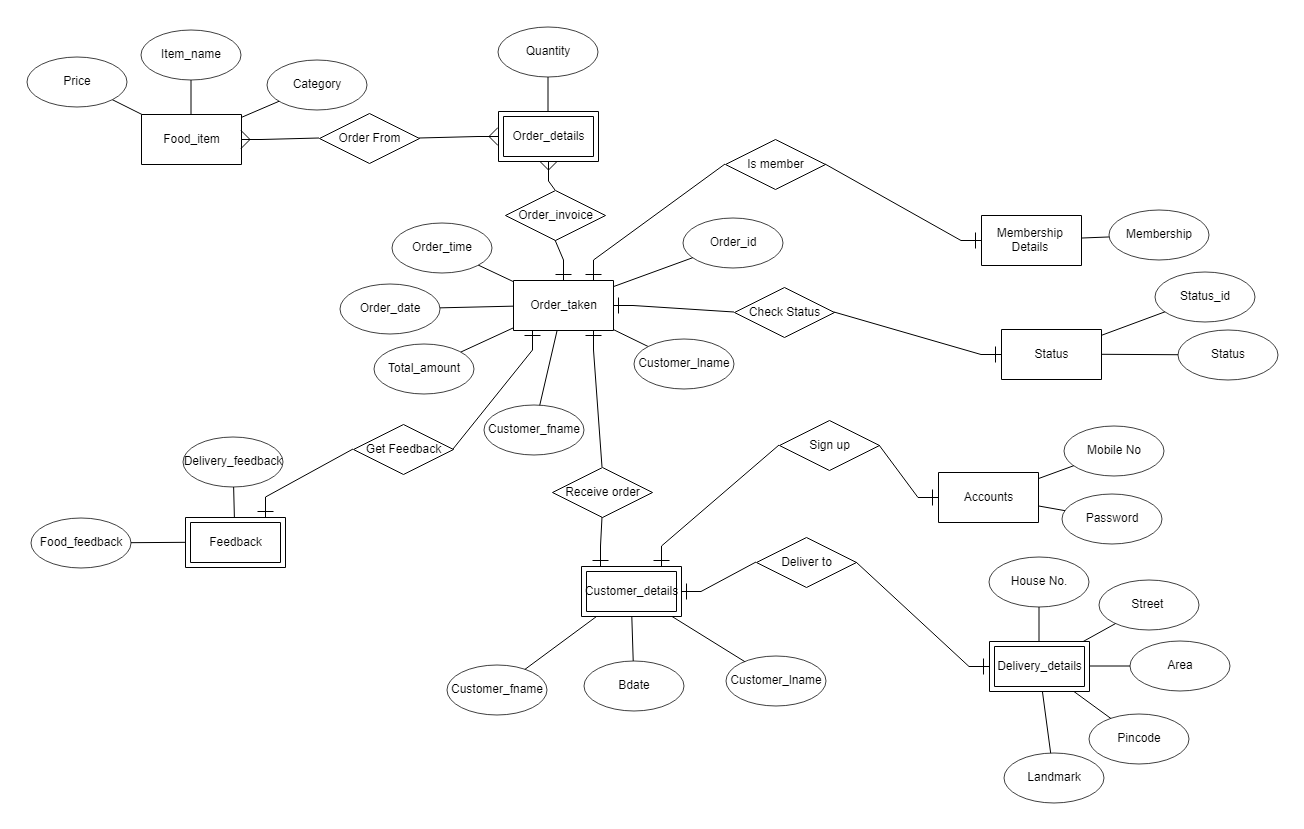 Quantity
Item_name
Price
Category
Food_item
Order From
Order_details
Is member
Order_invoice
Membership
Details
Membership
Order_time
Order_id
Status_id
Order_date
Order_taken
Check Status
Status
Status
Total_amount
Customer_lname
Customer_fname
Get Feedback
Sign up
Mobile No
Delivery_feedback
Receive order
Accounts
Password
Food_feedback
Feedback
Deliver to
House No.
Customer_details
Street
Delivery_details
Area
Customer_fname
Bdate
Customer_lname
Pincode
Landmark